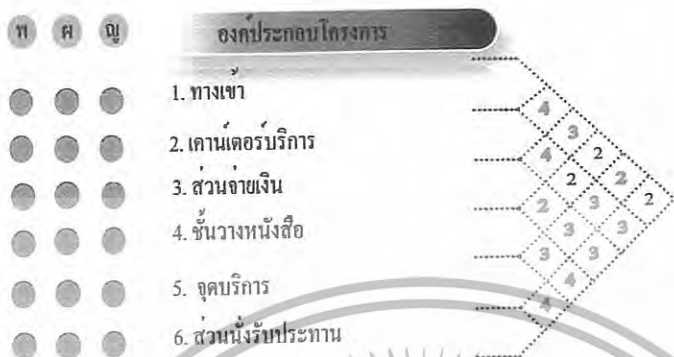 พ ผ ญ องค์ประกอบโครงการ
1. ทางเข้า
2. เคาน์เตอร์บริการ
3. ส่วนจ่ายเงิน
4. ชั้นวางหนังสือ
5. จุดบริการ
6. ส่วนนั่งรับประทาน
4
3
4 2
2 2
2 3 2
3 3
3 3
4
4